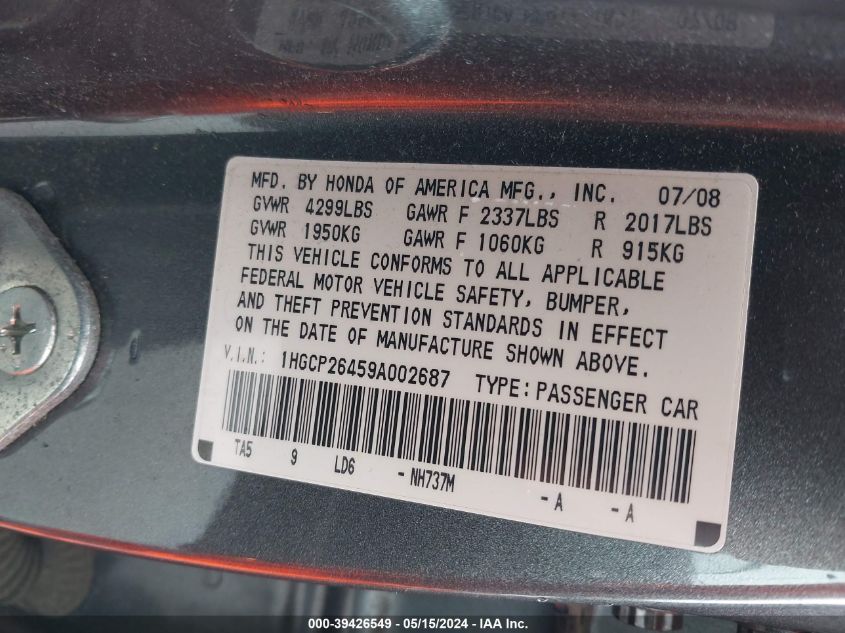 MFD. BY HONDA OF AMERICA MFG., INC. 07/08
GVWR 4299LBS GAWR F 2337LBS R 2017LBS
GVWR 1950KG GAWR F 1060KG R 915KG
THIS VEHICLE CONFORMS TO ALL APPLICABLE
FEDERAL MOTOR VEHICLE SAFETY, BUMPER,
AND THEFT PREVENTION STANDARDS IN EFFECT
ON THE DATE OF MANUFACTURE SHOWN ABOVE.
V.I.N.: 1HGCP26459A002687 TYPE:PASSENGER CAR
TA5 9 LD6 - NH737M - A - A
000-39426549 - 05/15/2024 - IAAI.COM